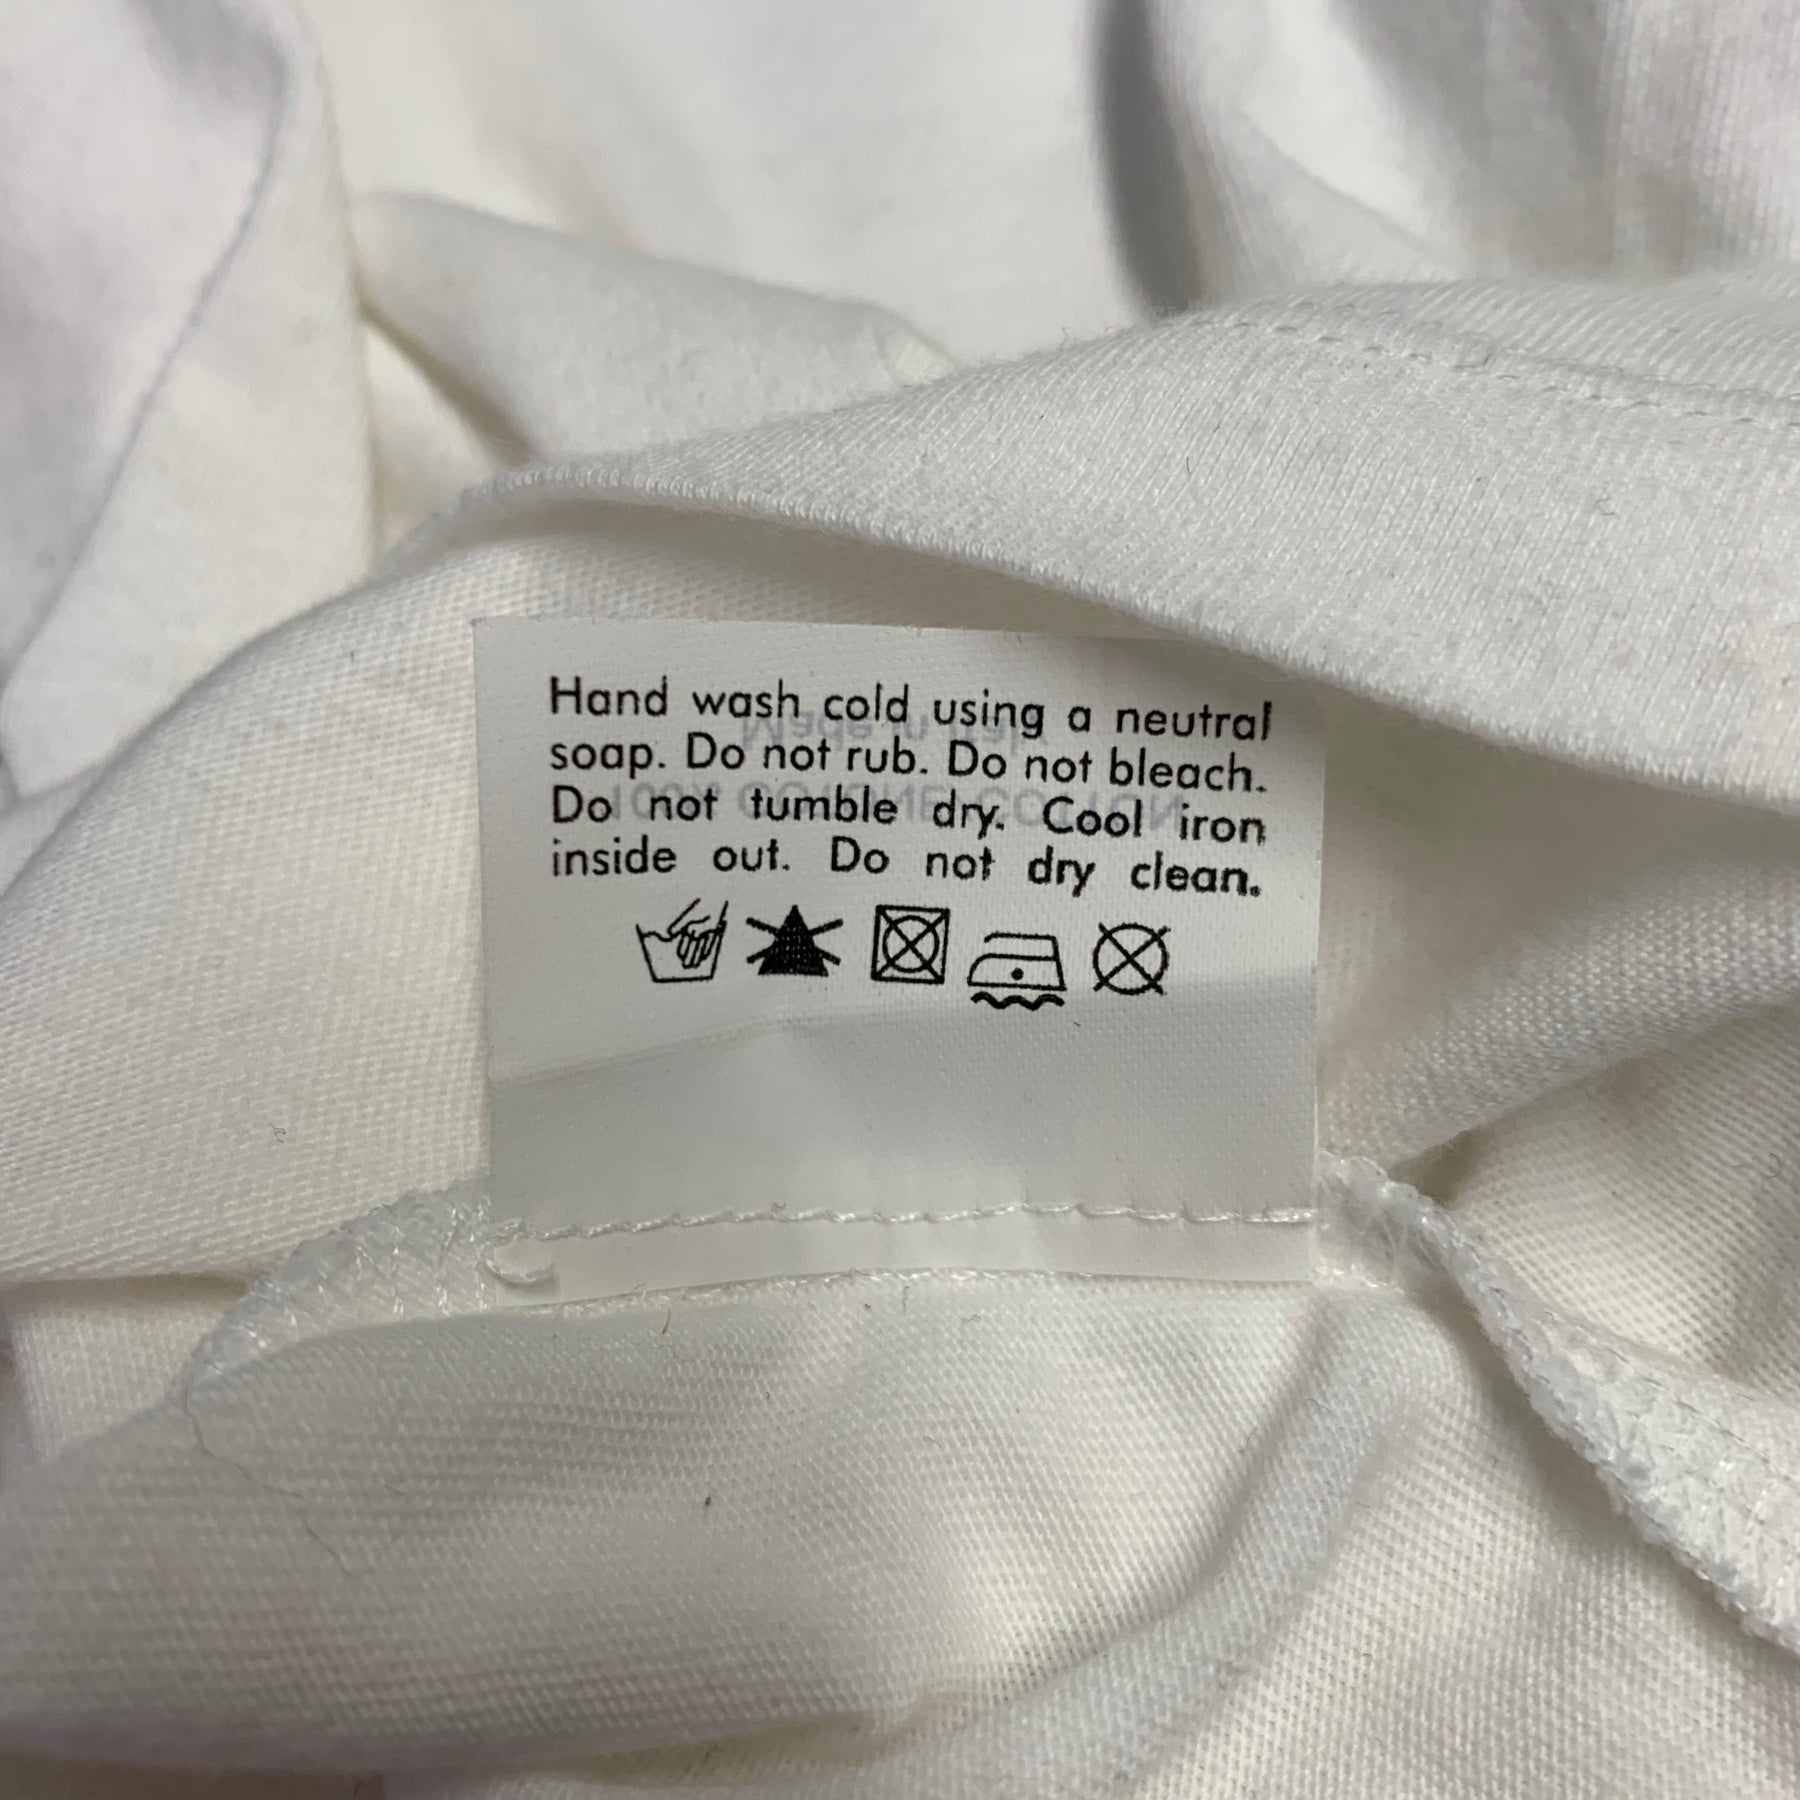 Hand wash cold using a neutral
soap. Do not rub. Do not bleach.
Do not tumble dry. Cool iron
inside out. Do not dry clean.